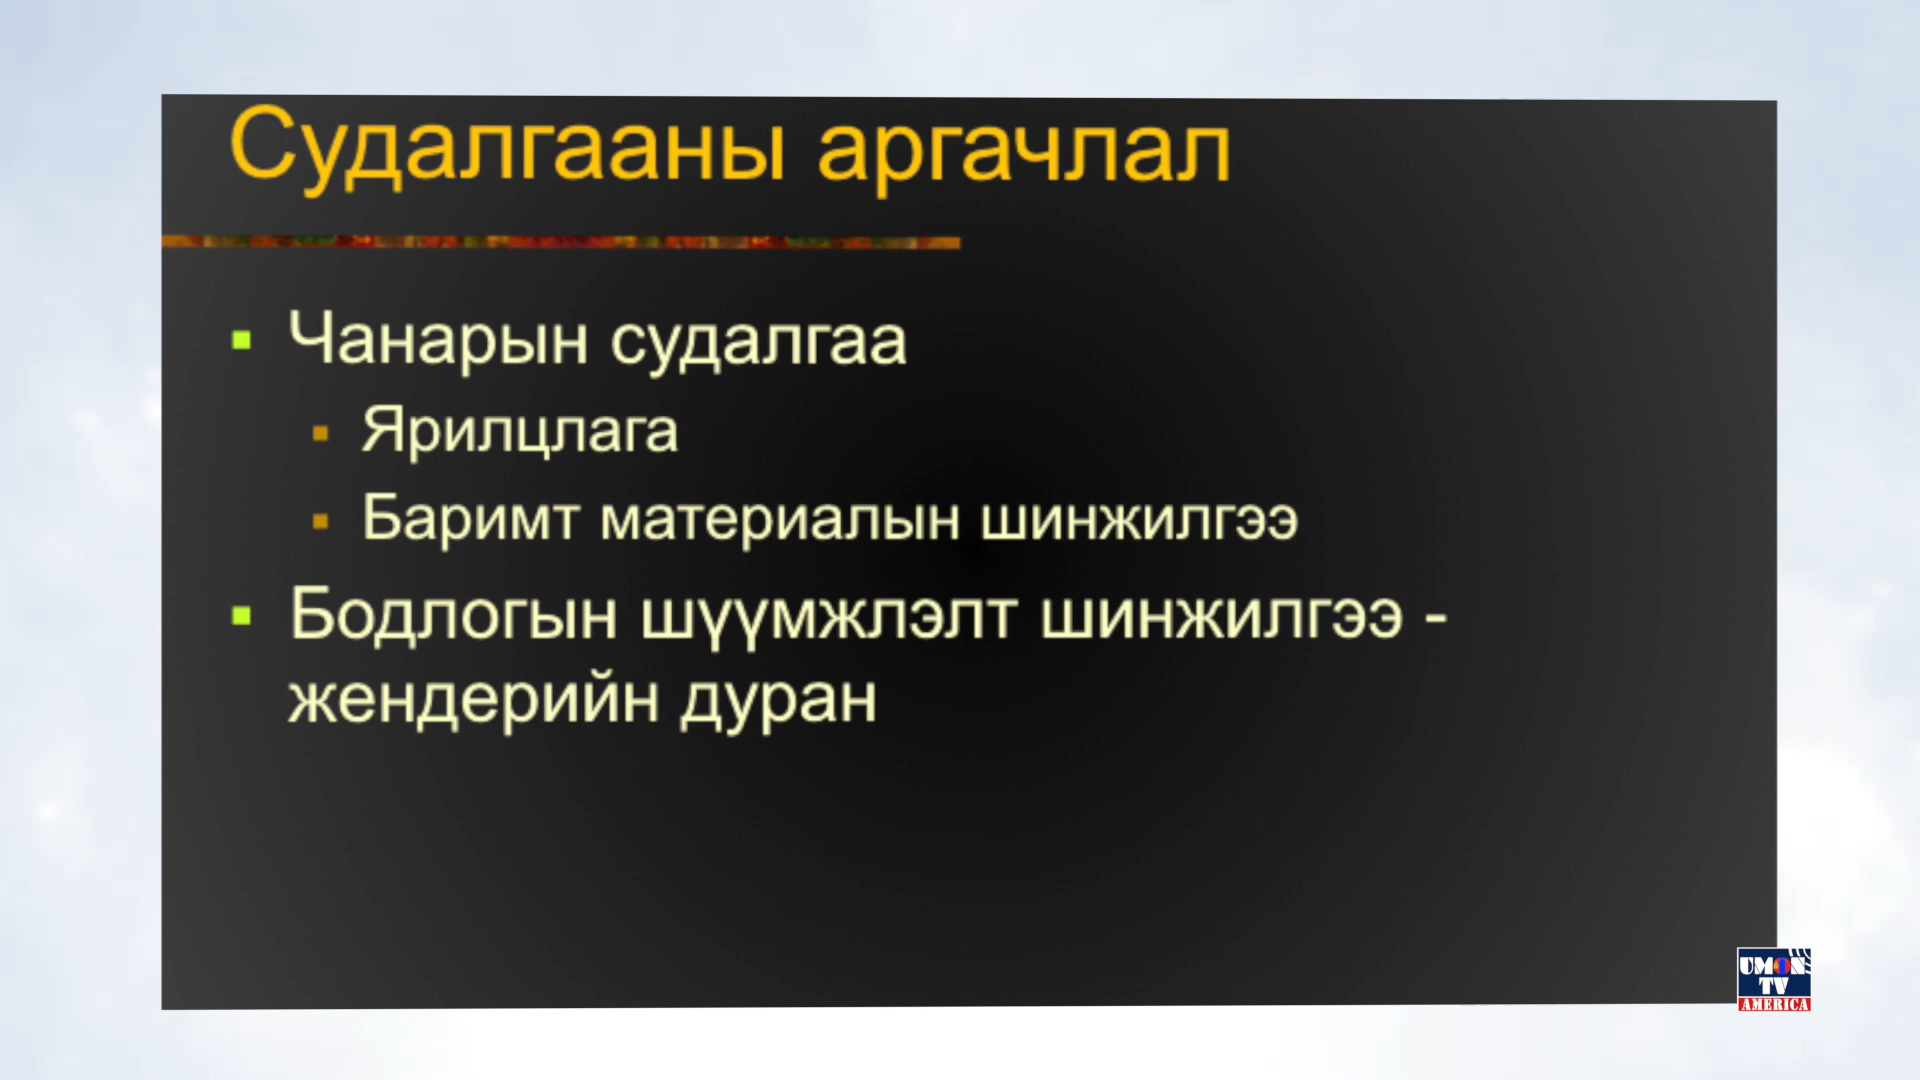 Судалгааны аргачлал
Чанарын судалгаа
Ярилцлага
Баримт материалын шинжилгээ
Бодлогын шүүмжлэлт шинжилгээ -
жендерийн дуран
UMON
TV
AMERICA